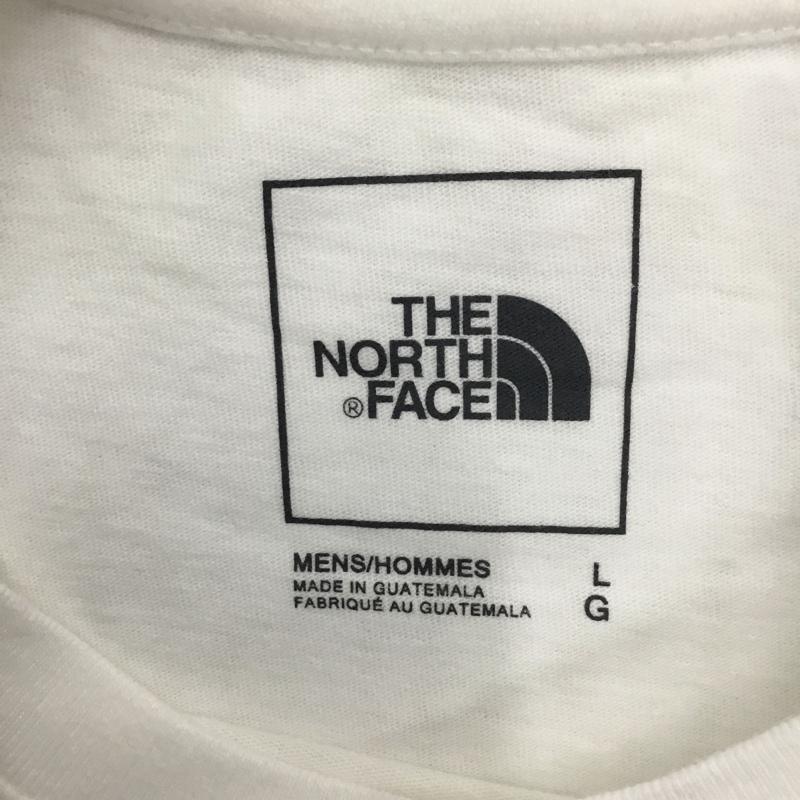 THE
NORTH
®FACE
MENS/HOMMES L
MADE IN GUATEMALA
FABRIQUÉ AU GUATEMALA G